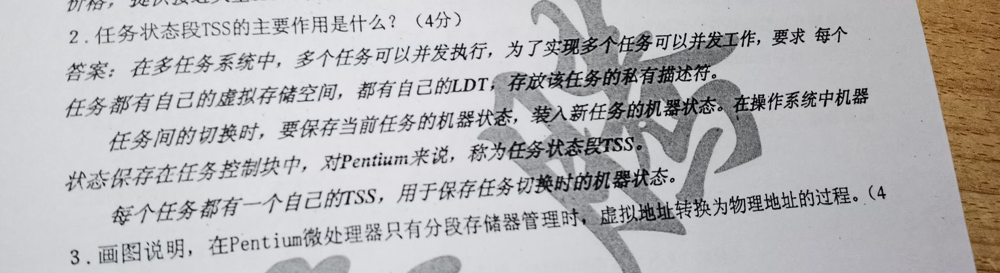 价格，提供接近
2.任务状态段TSS的主要作用是什么？（4分）
答案：在多任务系统中，多个任务可以并发执行，为了实现多个任务可以并发工作，要求 每个
任务都有自己的虚拟存储空间，都有自己的LDT，存放该任务的私有描述符。
任务间的切换时，要保存当前任务的机器状态，装入新任务的机器状态。在操作系统中机器
状态保存在任务控制块中，对Pentium来说，称为任务状态段TSS。
每个任务都有一个自己的TSS，用于保存任务切换时的机器状态。
3.画图说明，在Pentium微处理器只有分段存储器管理时，虚拟地址转换为物理地址的过程。（4